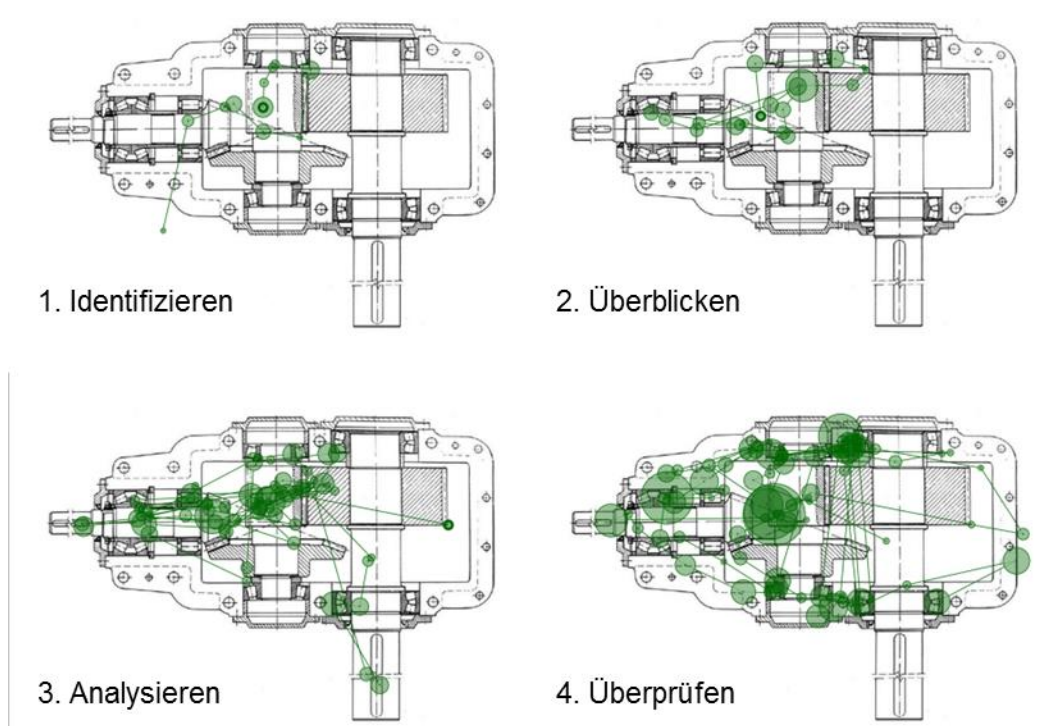 1. Identifizieren
2. Überblicken
3. Analysieren
4. Überprüfen